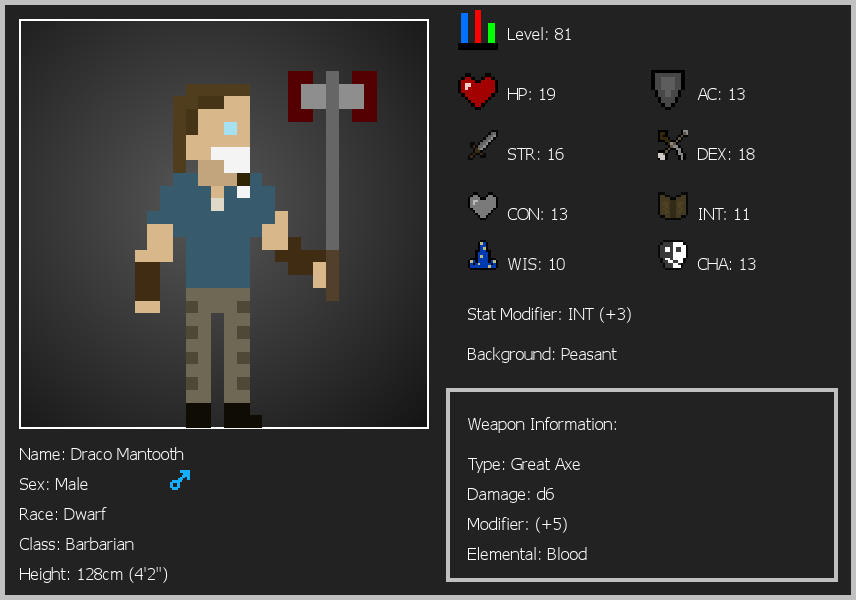 Level: 81
HP: 19
AC: 13
STR: 16
DEX: 18
CON: 13
INT: 11
WIS: 10
CHA: 13
Stat Modifier: INT (+3)
Background: Peasant
Weapon Information:
Type: Great Axe
Damage: d6
Modifier: (+5)
Elemental: Blood
Name: Draco Mantooth
Sex: Male
Race: Dwarf
Class: Barbarian
Height: 128cm (4'2")